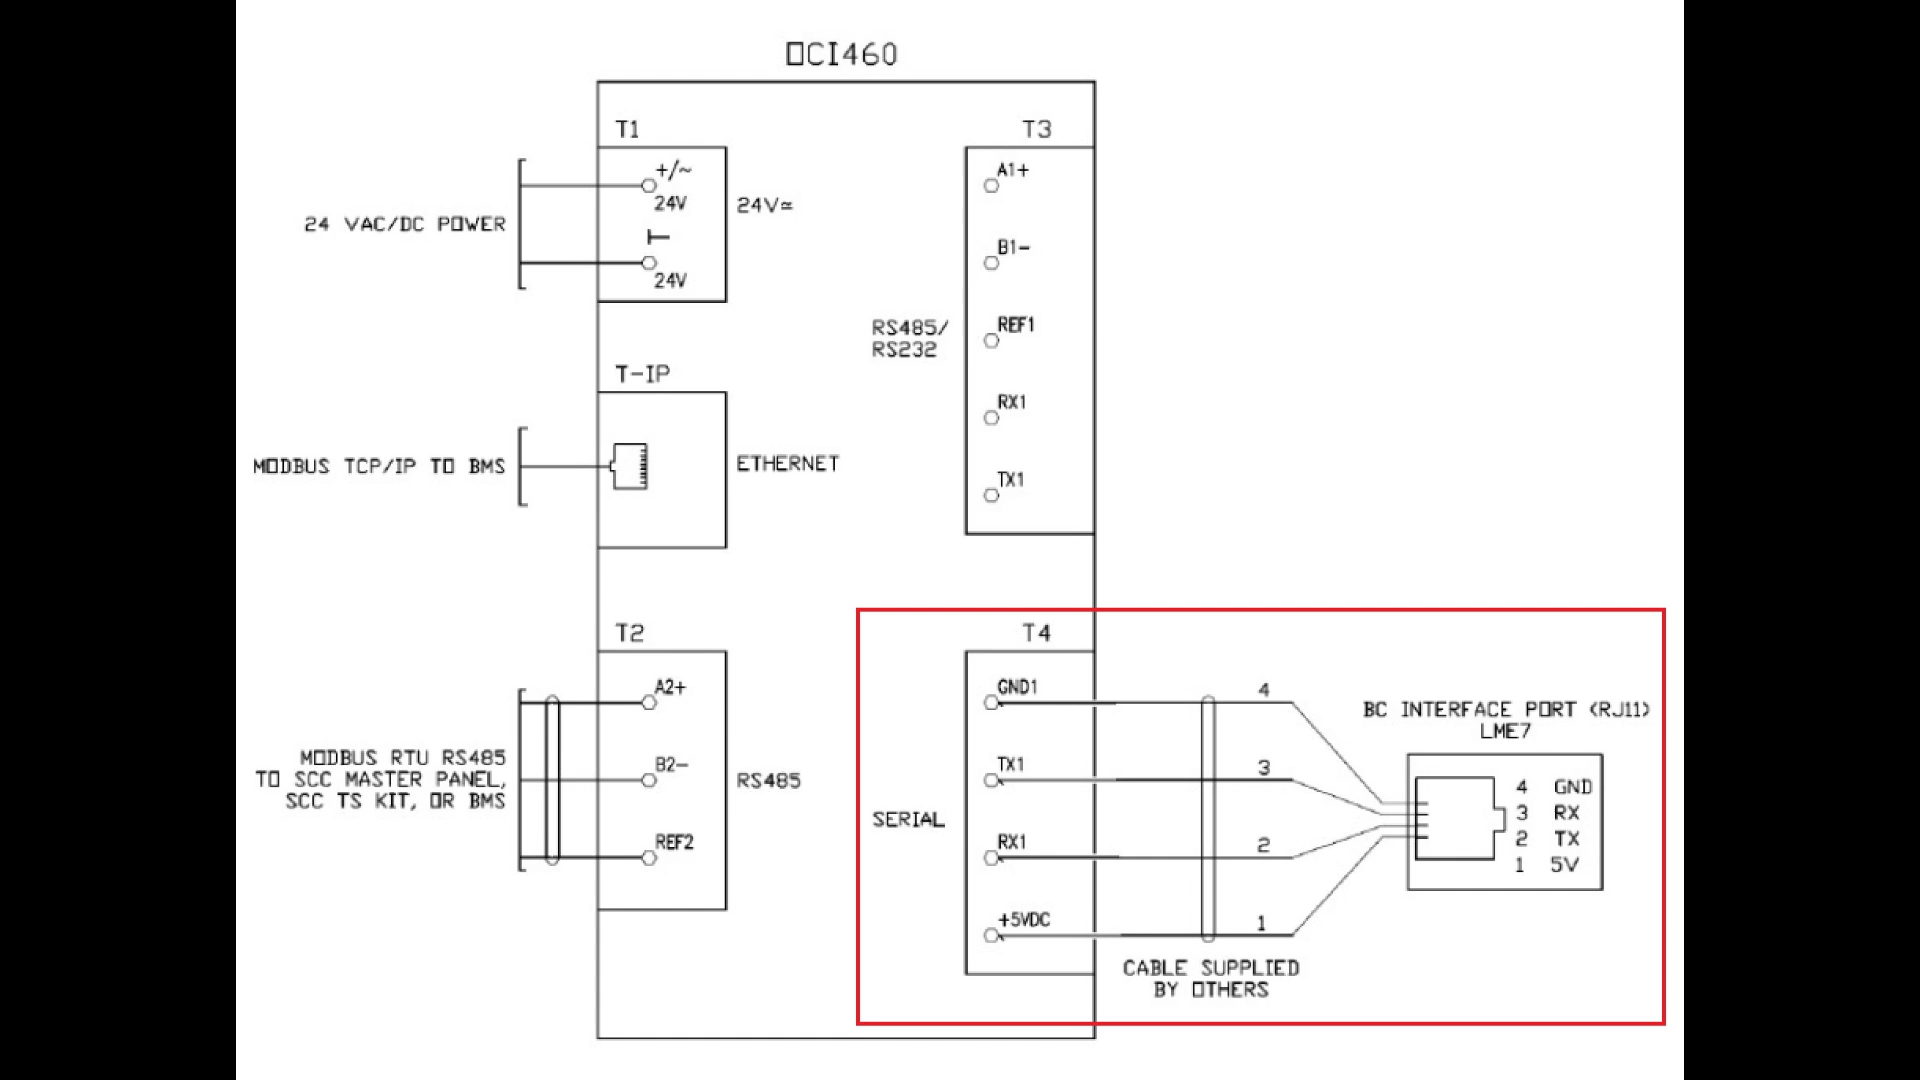 OCI460
T1
+/~
24V
24V
24V≃
24 VAC/DC POWER
T3
A1+
B1-
REF1
RX1
TX1
RS485/
RS232
T-IP
MODBUS TCP/IP TO BMS
ETHERNET
T2
A2+
B2-
REF2
MODBUS RTU RS485
TO SCC MASTER PANEL,
SCC TS KIT, OR BMS
RS485
T4
GND1
TX1
RX1
+5VDC
SERIAL
4
3
2
1
CABLE SUPPLIED
BY OTHERS
BC INTERFACE PORT (RJ11)
LME7
4 GND
3 RX
2 TX
1 5V